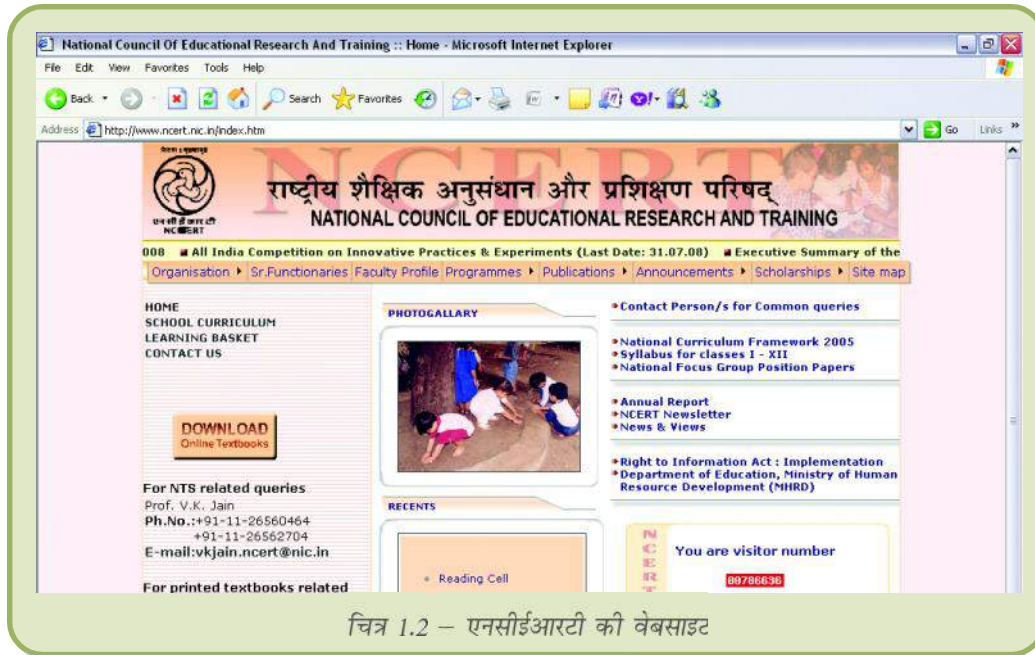 National Council Of Educational Research And Training :: Home - Microsoft Internet Explorer
File Edit View Favorites Tools Help
Back Search Favorites
Address http://www.ncert.nic.in/index.htm Go Links »
NCERT
राष्ट्रीय शैक्षिक अनुसंधान और प्रशिक्षण परिषद्
NATIONAL COUNCIL OF EDUCATIONAL RESEARCH AND TRAINING
एन सी ई आर टी
NCERT
008 All India Competition on Innovative Practices & Experiments (Last Date: 31.07.08) Executive Summary of the
Organisation Sr.Functionaries Faculty Profile Programmes Publications Announcements Scholarships Site map
HOME
SCHOOL CURRICULUM
LEARNING BASKET
CONTACT US
DOWNLOAD
Online Textbooks
For NTS related queries
Prof. V.K. Jain
Ph.No.:+91-11-26560464
+91-11-26562704
E-mail:vkjain.ncert@nic.in
For printed textbooks related
PHOTOGALLARY
RECENTS
Reading Cell
Contact Person/s for Common queries
National Curriculum Framework 2005
Syllabus for classes I - XII
National Focus Group Position Papers
Annual Report
NCERT Newsletter
News & Views
Right to Information Act : Implementation
Department of Education, Ministry of Human
Resource Development (MHRD)
NCERT
You are visitor number
00786636
चित्र 1.2 – एनसीईआरटी की वेबसाइट